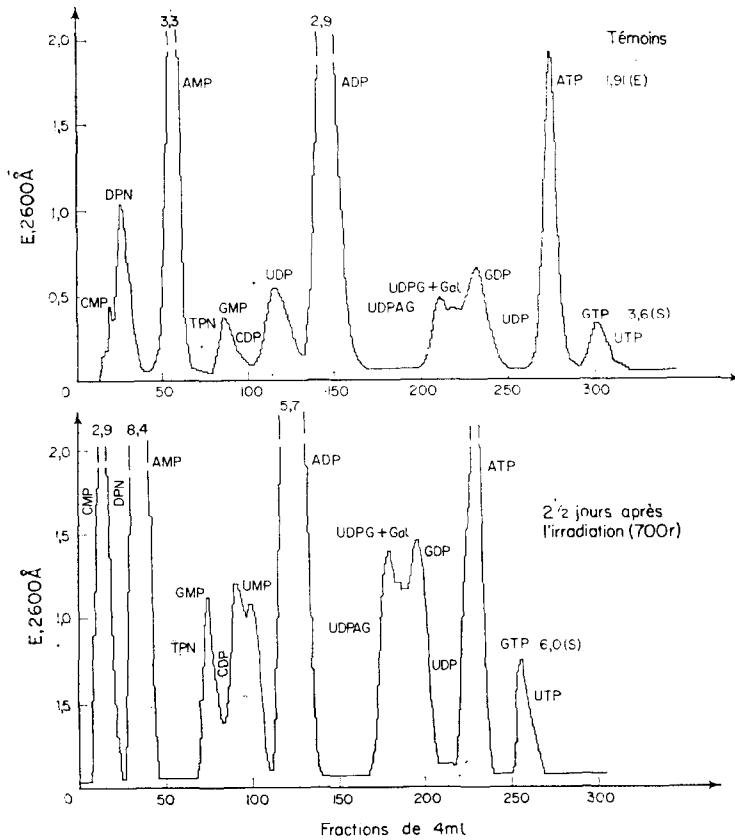 3,3
2,9
Témoins
AMP
ADP
ATP 1,91(E)
2,0
1,5
1,0
0,5
0
E,2600Å
DPN
CMP
TPN
GMP
CDP
UDP
UDPAG
UDPG + Gal
GDP
UDP
GTP 3,6(S)
UTP
50 100 150 200 250 300
2,9 8,4
5,7
2,0
1,5
1,0
1,5
0
E,2600Å
CMP
DPN
AMP
ADP
ATP
2 1/2 jours après
l'irradiation (700r)
GMP
TPN
CDP
UMP
UDPG + Gal
UDPAG
GDP
UDP
GTP 6,0(S)
UTP
0 50 100 150 200 250 300
Fractions de 4ml